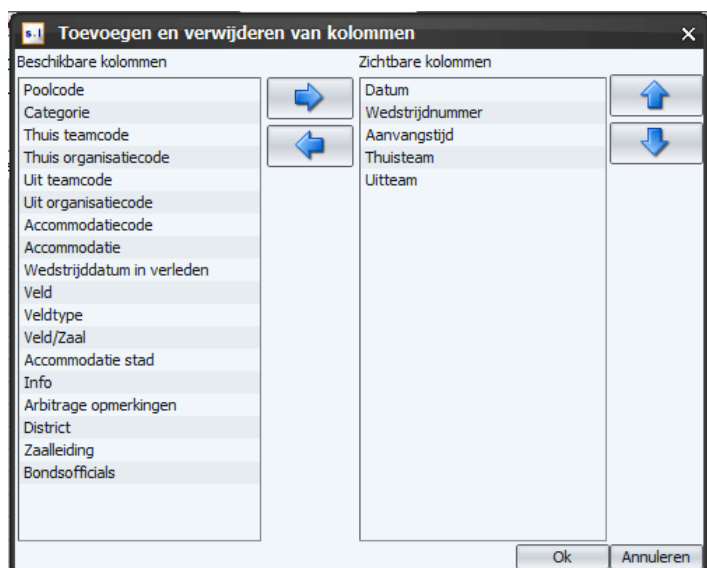 s.l Toevoegen en verwijderen van kolommen
Beschikbare kolommen
Poolcode
Categorie
Thuis teamcode
Thuis organisatiecode
Uit teamcode
Uit organisatiecode
Accommodatiecode
Accommodatie
Wedstrijddatum in verleden
Veld
Veldtype
Veld/Zaal
Accommodatie stad
Info
Arbitrage opmerkingen
District
Zaalleiding
Bondsofficials
Zichtbare kolommen
Datum
Wedstrijdnummer
Aanvangstijd
Thuisteam
Uitteam
Ok
Annuleren